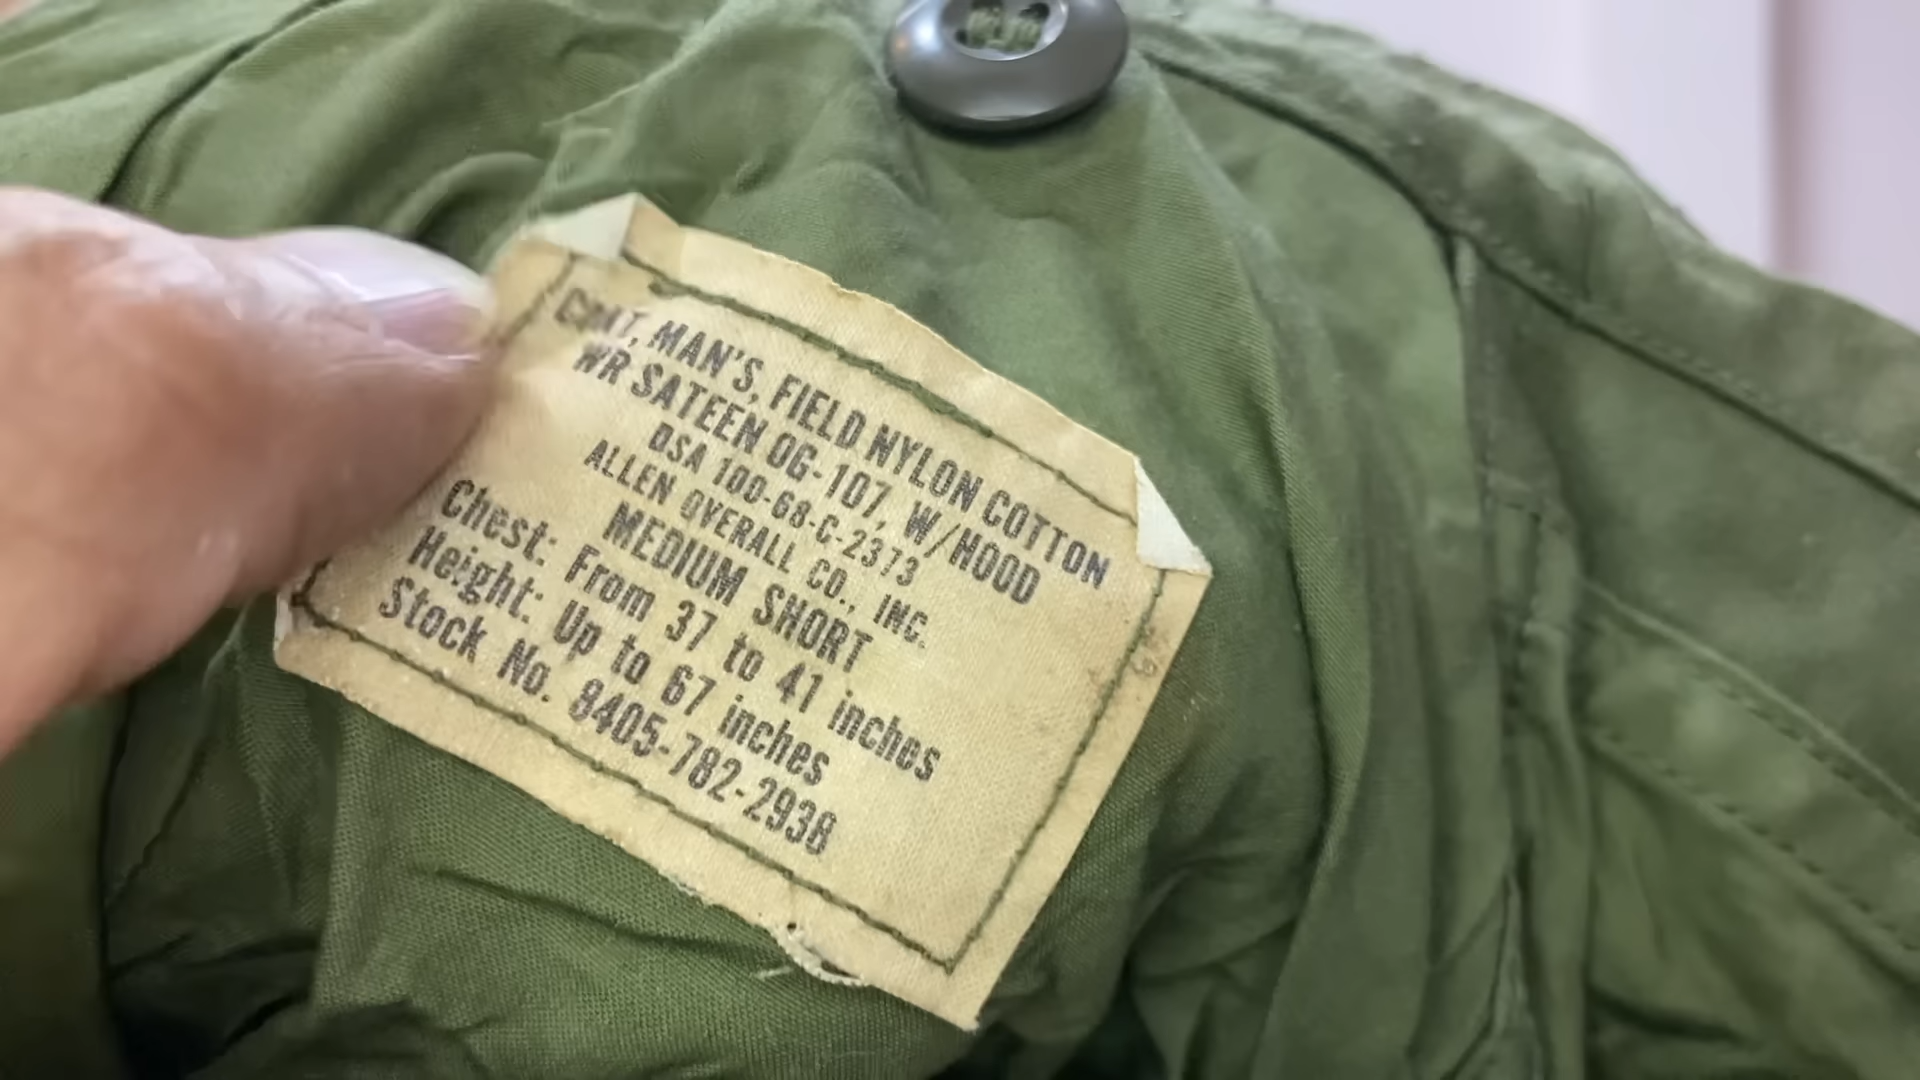 COAT, MAN'S, FIELD NYLON COTTON
WR SATEEN OG-107, W/HOOD
DSA 100-68-C-2373
ALLEN OVERALL CO., INC.
MEDIUM SHORT
Chest: From 37 to 41 inches
Height: Up to 67 inches
Stock No. 8405-782-2938